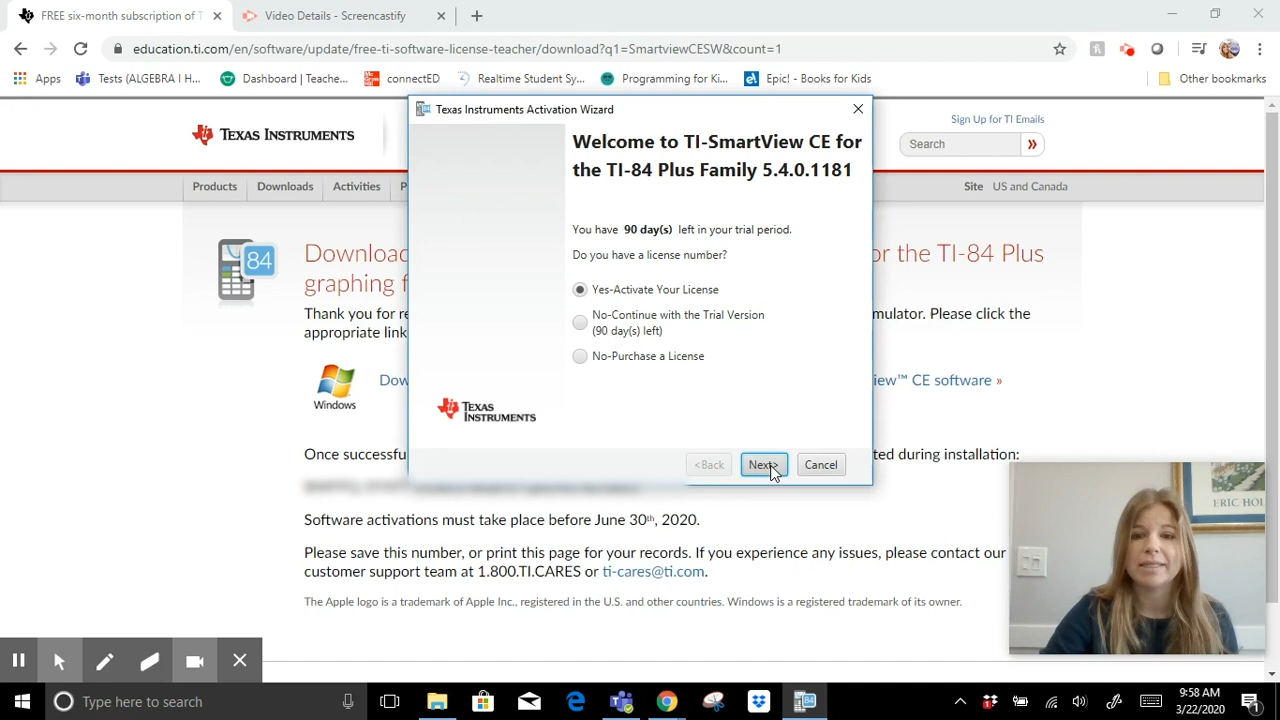 FREE six-month subscription of T
Video Details - Screencastify
education.ti.com/en/software/update/free-ti-software-license-teacher/download?q1=SmartviewCESW&count=1
Apps
Tests (ALGEBRA I H...
Dashboard | Teache...
connectED
Realtime Student Sy...
Programming for Ki...
Epic! - Books for Kids
Other bookmarks
Texas Instruments Activation Wizard
Sign Up for TI Emails
TEXAS INSTRUMENTS
Search
Welcome to TI-SmartView CE for
the TI-84 Plus Family 5.4.0.1181
Products
Downloads
Activities
P
Site
US and Canada
You have 90 day(s) left in your trial period.
Do you have a license number?
84
Download
or the TI-84 Plus
graphing f
Yes-Activate Your License
Thank you for re
No-Continue with the Trial Version
(90 day(s) left)
mulator. Please click the
appropriate link
No-Purchase a License
Dow
iew™ CE software »
Windows
TEXAS
INSTRUMENTS
Once successfu
ted during installation:
<Back
Next>
Cancel
ERIC HOL
Software activations must take place before June 30th, 2020.
Please save this number, or print this page for your records. If you experience any issues, please contact our
customer support team at 1.800.TI.CARES or ti-cares@ti.com.
The Apple logo is a trademark of Apple Inc., registered in the U.S. and other countries. Windows is a registered trademark of its owner.
Type here to search
9:58 AM
3/22/2020
1